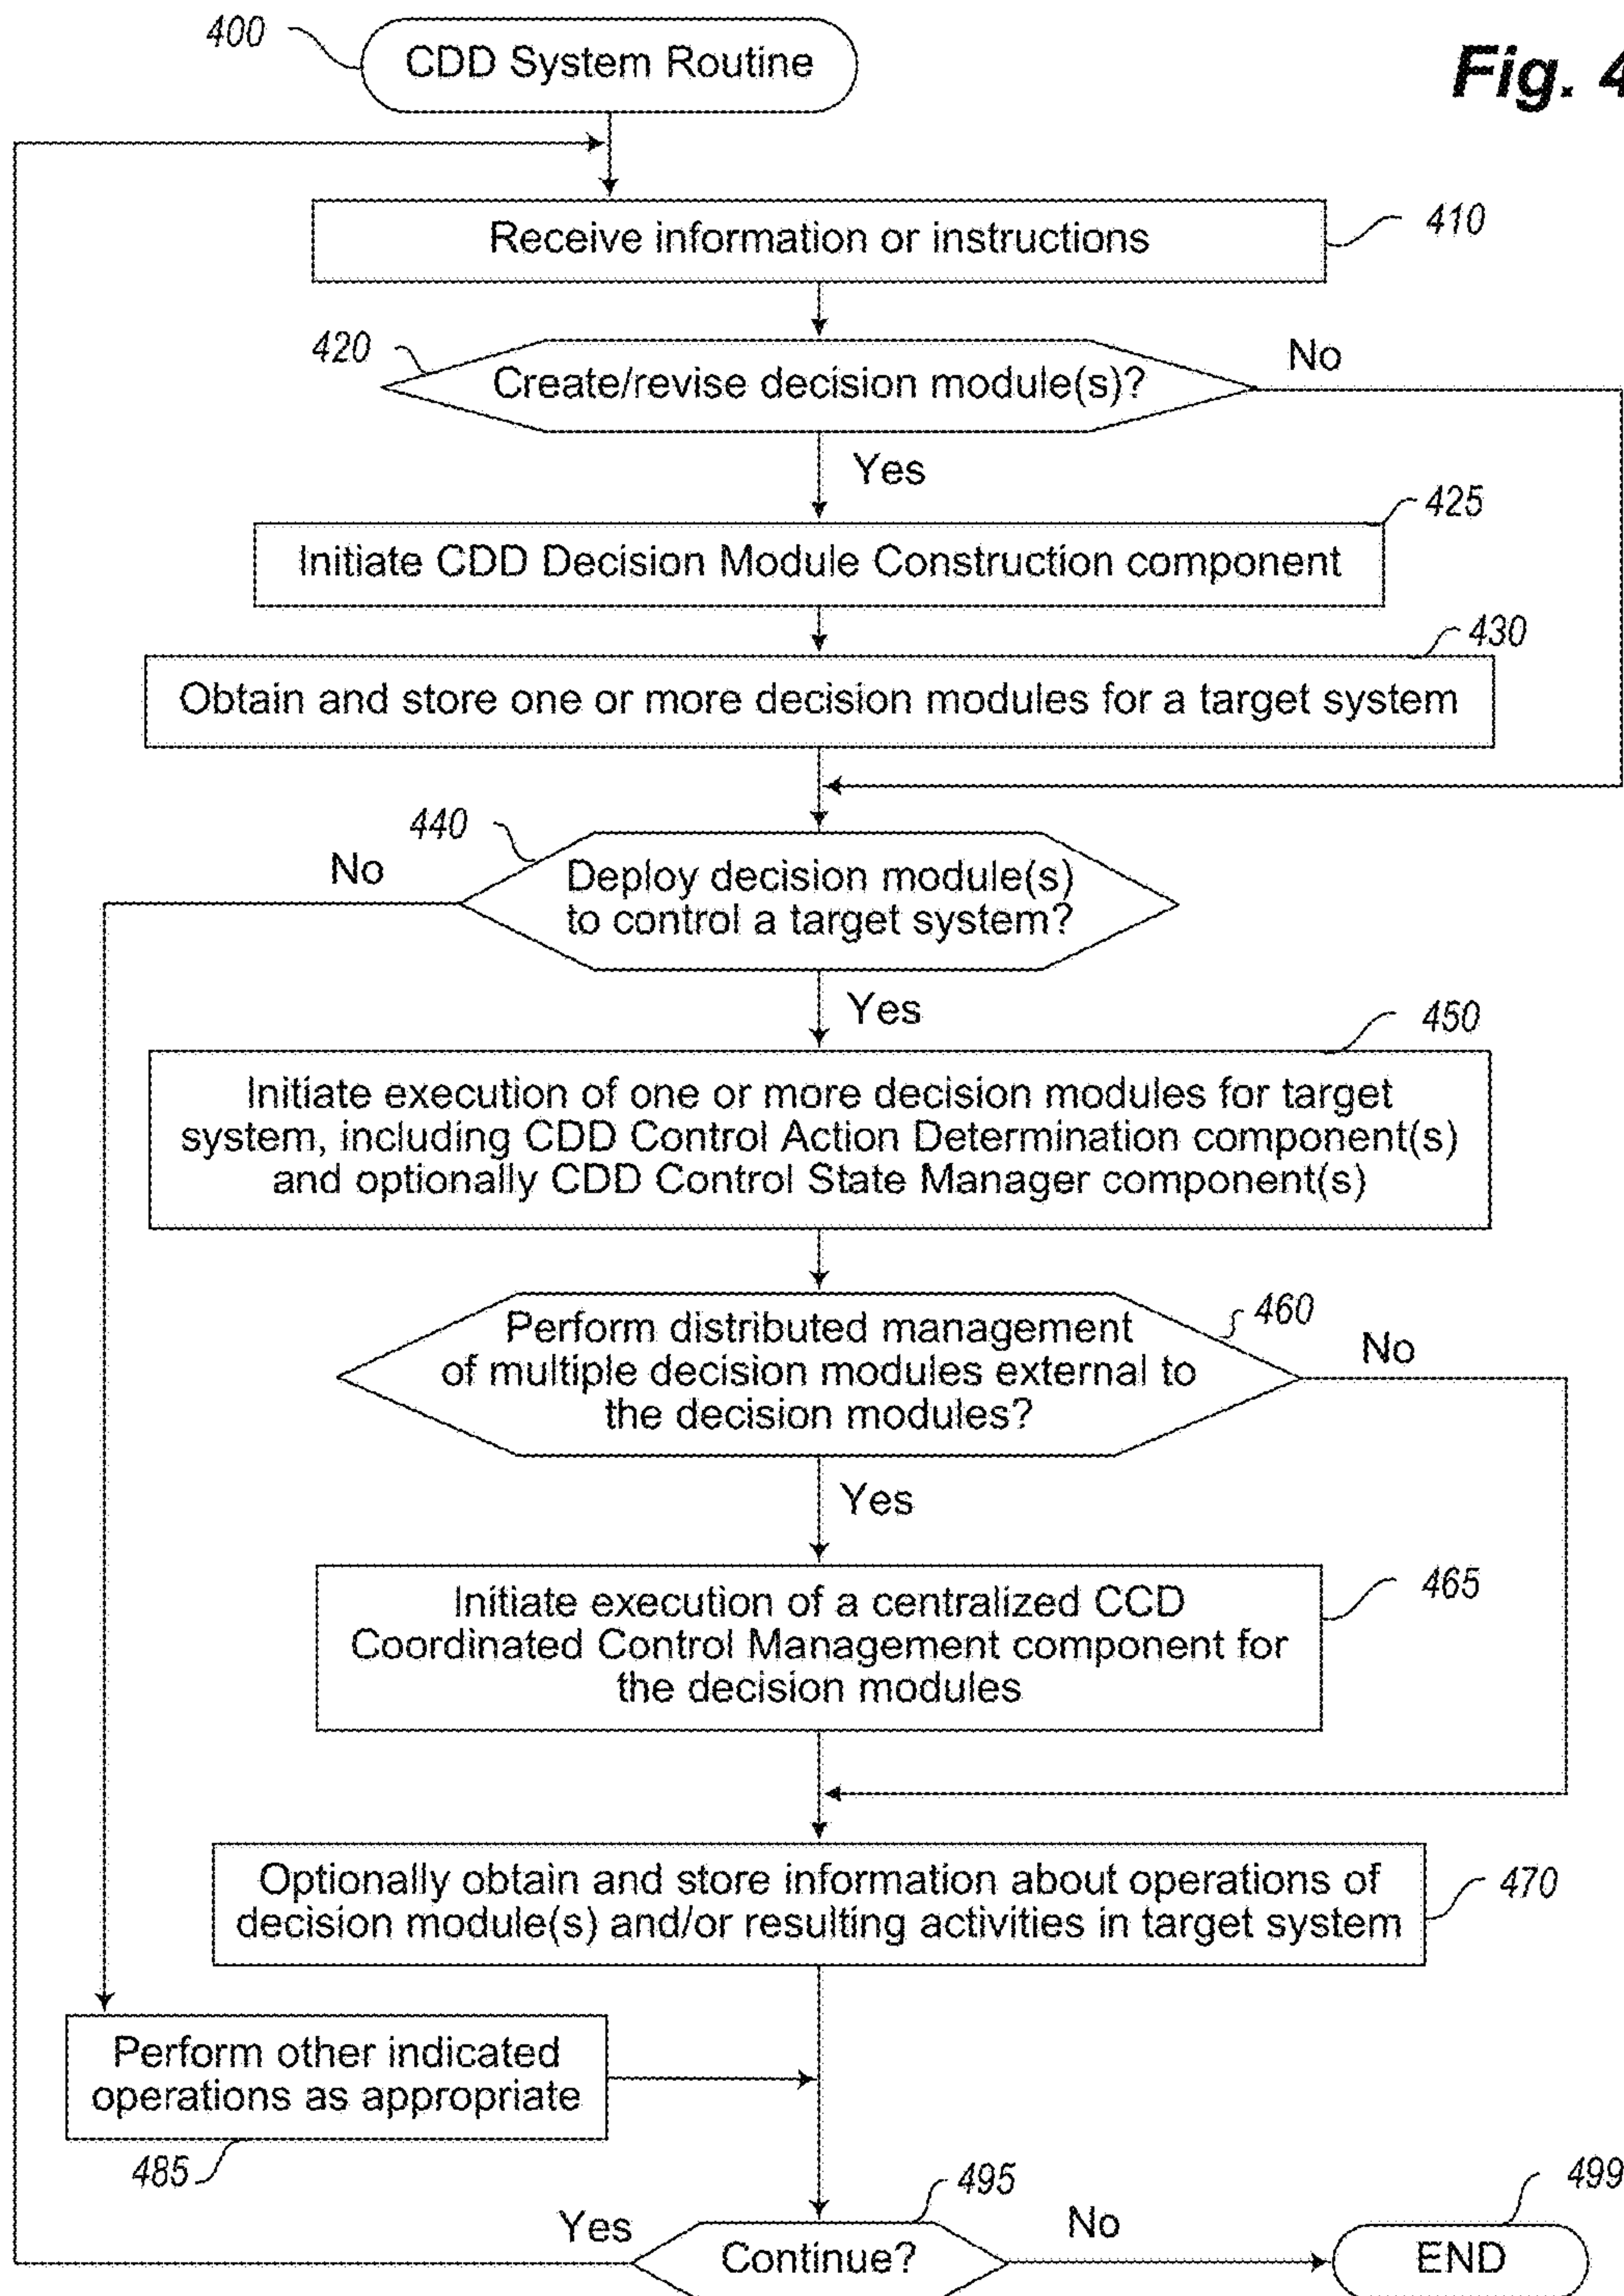 400
CDD System Routine
Fig. 4
Receive information or instructions
410
420
Create/revise decision module(s)?
No
Yes
425
Initiate CDD Decision Module Construction component
430
Obtain and store one or more decision modules for a target system
440
No
Deploy decision module(s)
to control a target system?
Yes
450
Initiate execution of one or more decision modules for target
system, including CDD Control Action Determination component(s)
and optionally CDD Control State Manager component(s)
460
Perform distributed management
of multiple decision modules external to
the decision modules?
No
Yes
465
Initiate execution of a centralized CCD
Coordinated Control Management component for
the decision modules
470
Optionally obtain and store information about operations of
decision module(s) and/or resulting activities in target system
Perform other indicated
operations as appropriate
485
495
499
Yes
Continue?
No
END